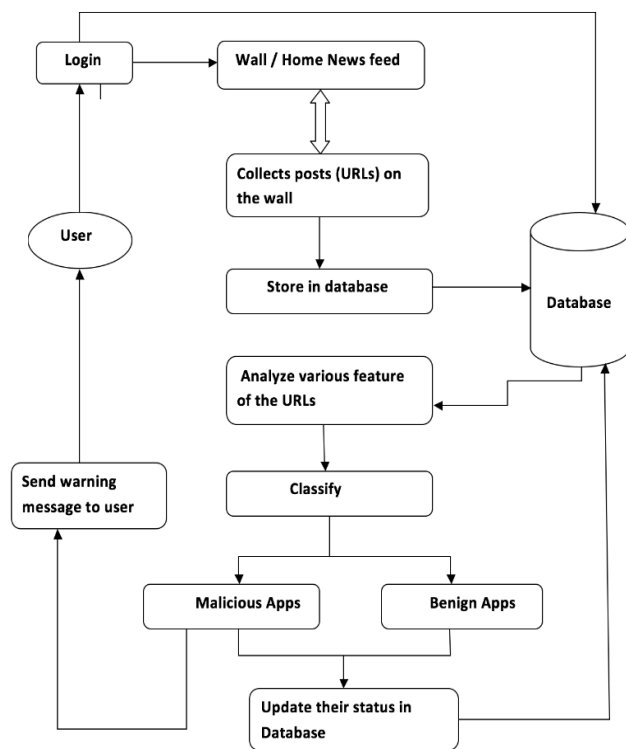 Login
Wall / Home News feed
Collects posts (URLs) on
the wall
User
Store in database
Database
Analyze various feature
of the URLs
Send warning
message to user
Classify
Malicious Apps
Benign Apps
Update their status in
Database